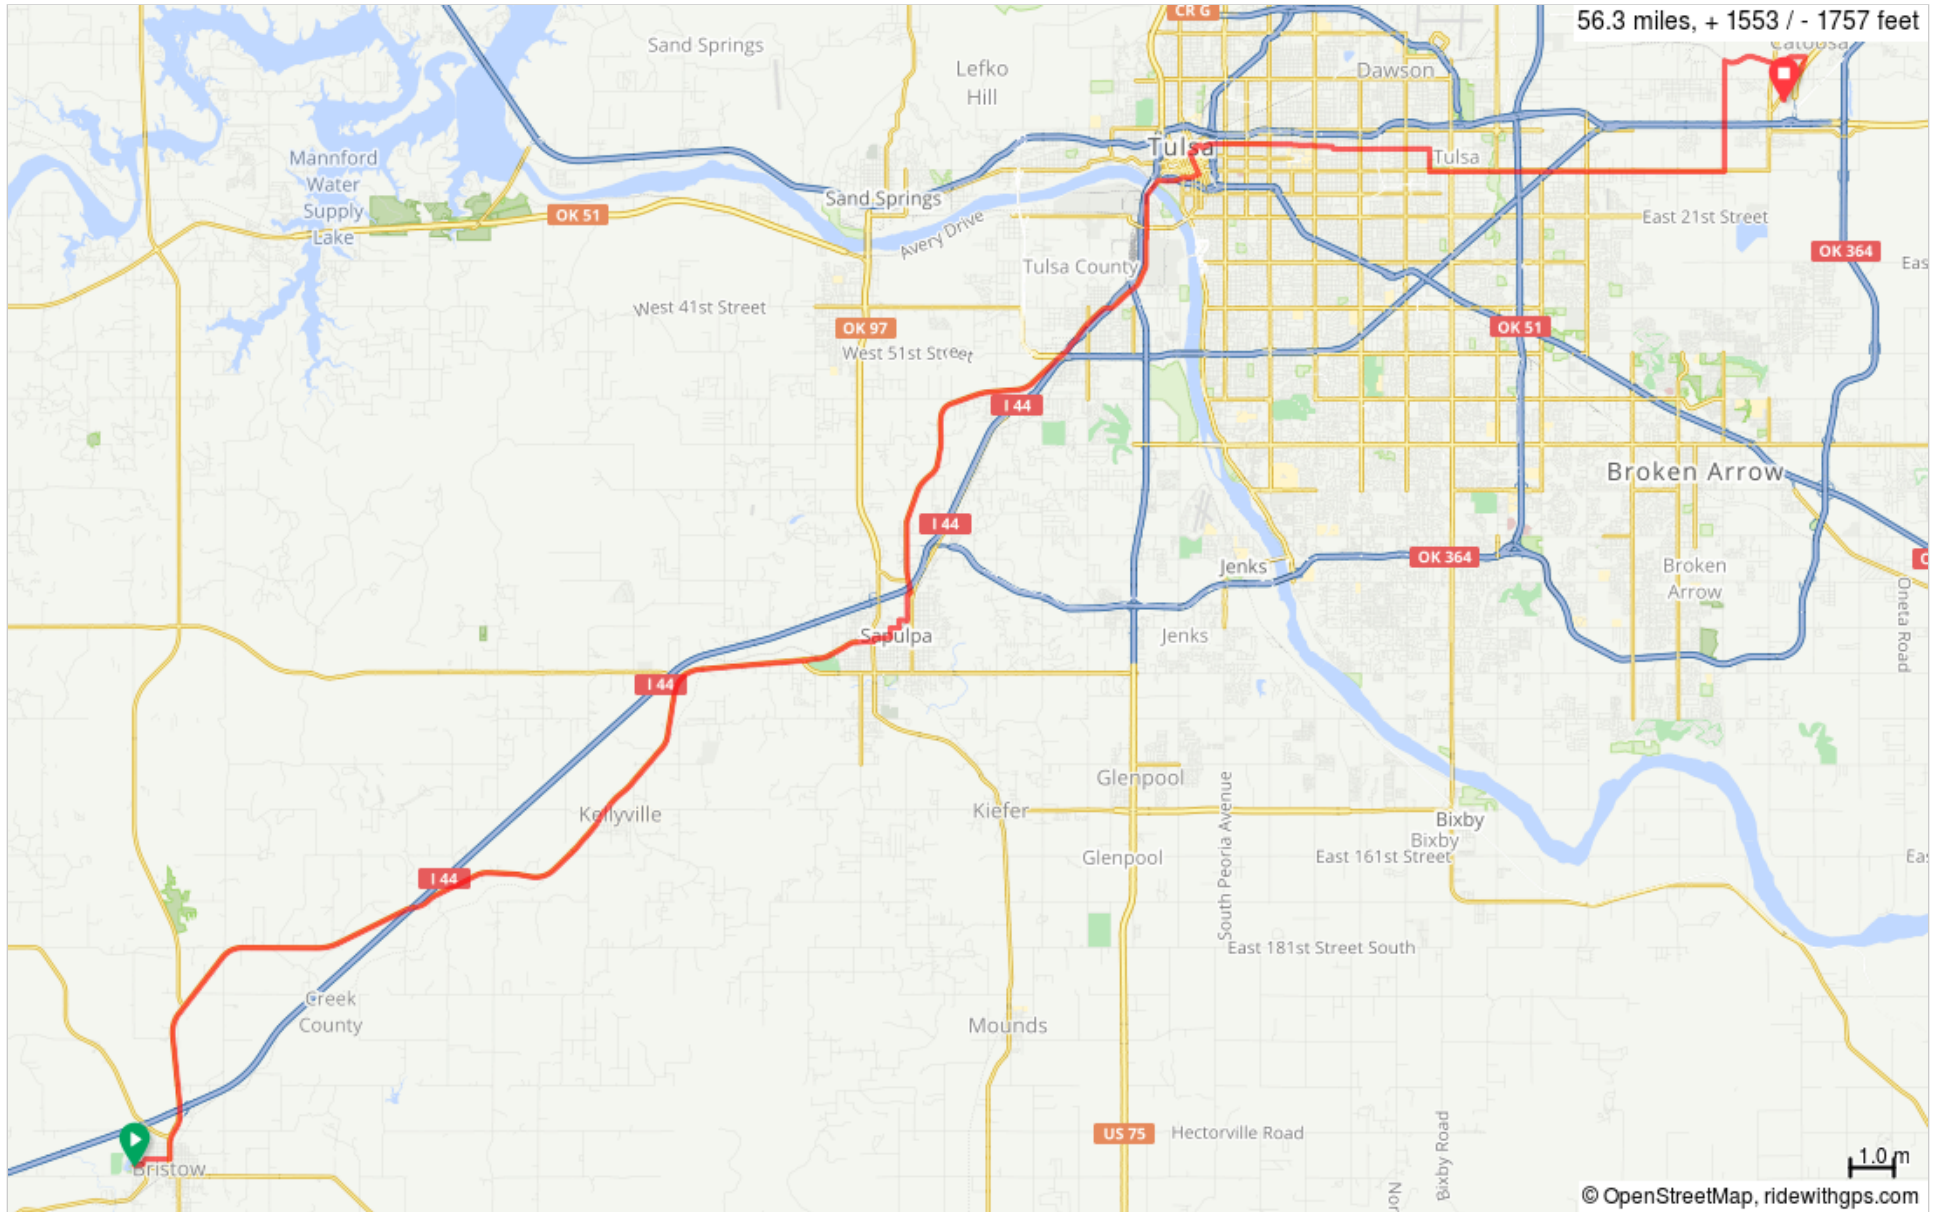 CR G
56.3 miles, + 1553 / - 1757 feet
Sand Springs
Catoosa
Lefko
Hill
Dawson
Tulsa
Tulsa
Mannford
Water
Supply
Lake
Sand Springs
OK 51
East 21st Street
Avery Drive
OK 364
Tulsa County
Eas
West 41st Street
OK 97
OK 51
West 51st Street
I 44
Broken Arrow
I 44
Jenks
OK 364
Broken
Arrow
Oneta Road
Sapulpa
Jenks
I 44
Glenpool
Kellyville
Kiefer
South Peoria Avenue
Bixby
Bixby
Glenpool
East 161st Street
Eas
I 44
East 181st Street South
Creek
County
Mounds
US 75
Hectorville Road
Bixby Road
1.0 m
Bristow
© OpenStreetMap, ridewithgps.com